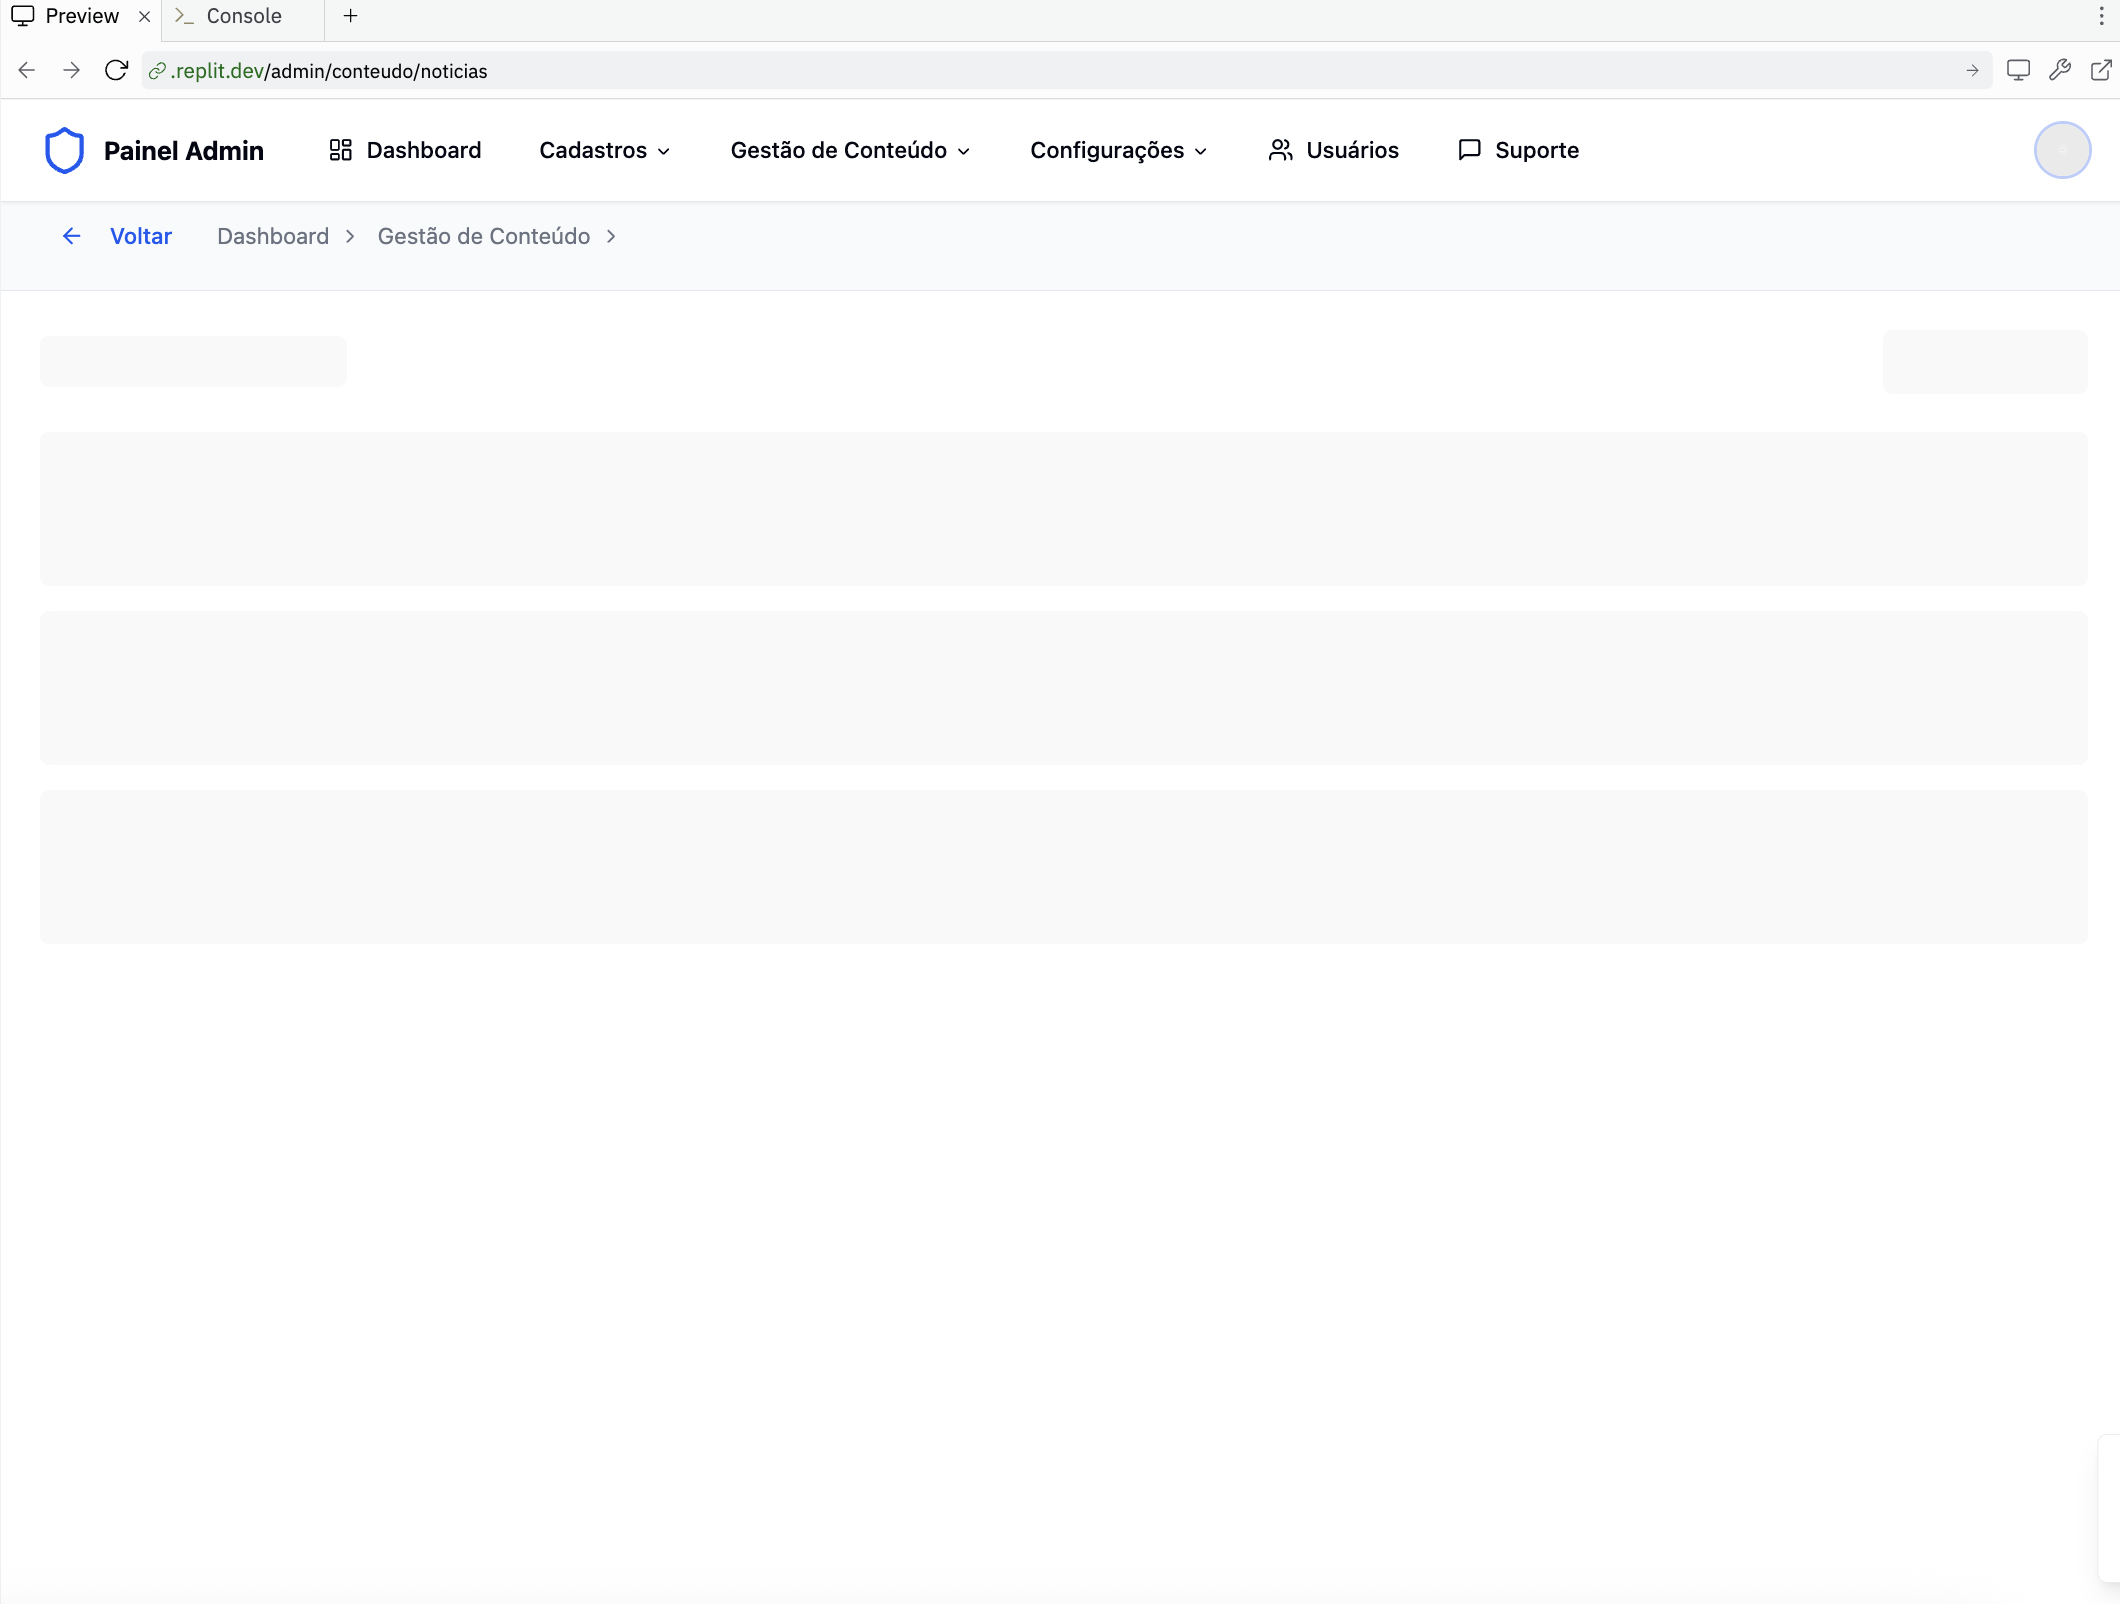 Preview Console
.replit.dev/admin/conteudo/noticias
Painel Admin Dashboard Cadastros Gestão de Conteúdo Configurações Usuários Suporte
Voltar Dashboard Gestão de Conteúdo